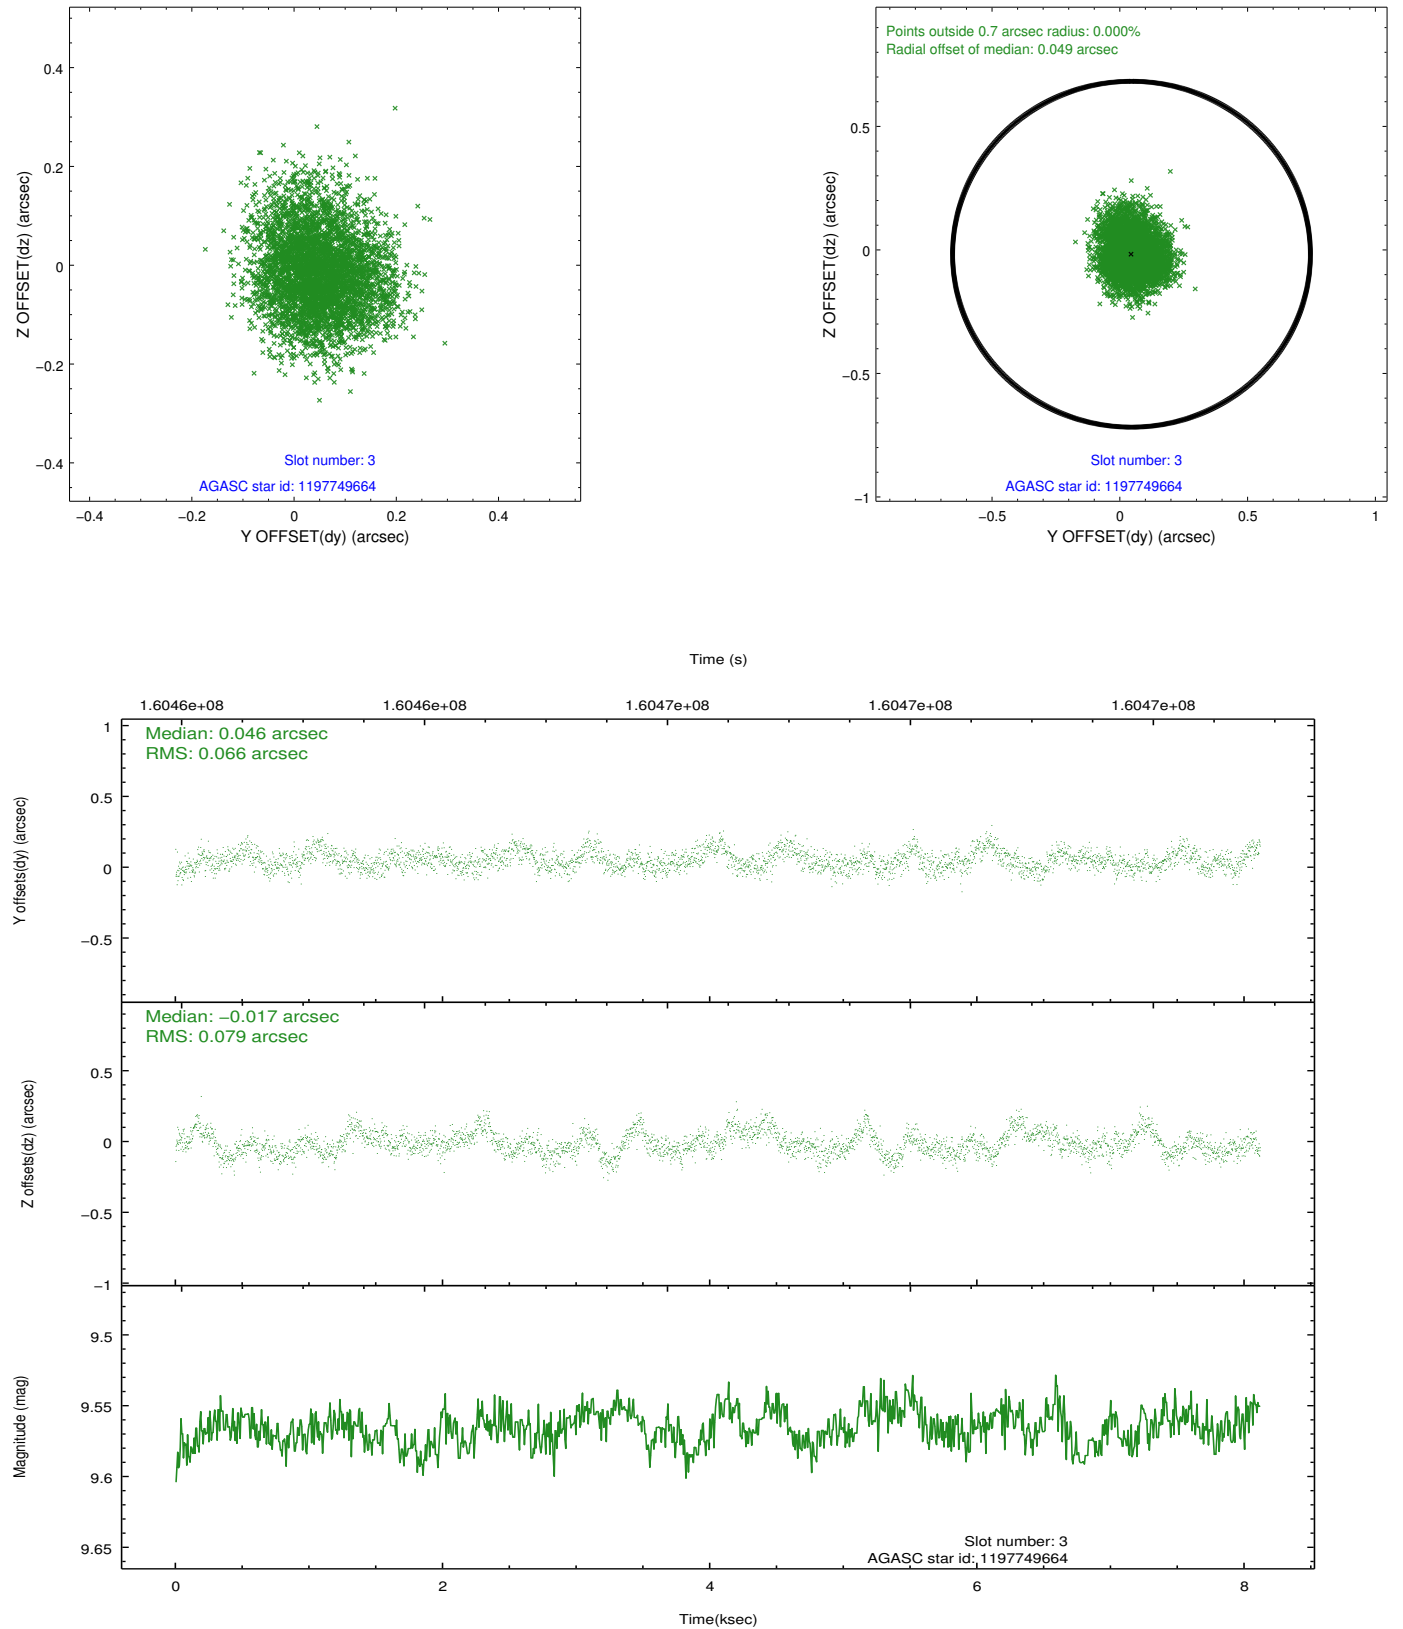 0.4
0.2
0
−0.2
−0.4
Z OFFSET(dz) (arcsec)
Slot number: 3
AGASC star id: 1197749664
−0.4 −0.2 0 0.2 0.4
Y OFFSET(dy) (arcsec)
Points outside 0.7 arcsec radius: 0.000%
Radial offset of median: 0.049 arcsec
0.5
0
−0.5
−1
Z OFFSET(dz) (arcsec)
Slot number: 3
AGASC star id: 1197749664
−0.5 0 0.5 1
Y OFFSET(dy) (arcsec)
Time (s)
1.6046e+08 1.6046e+08 1.6047e+08 1.6047e+08 1.6047e+08
Median: 0.046 arcsec
RMS: 0.066 arcsec
1
0.5
0
−0.5
Y offsets(dy) (arcsec)
Median: −0.017 arcsec
RMS: 0.079 arcsec
0.5
0
−0.5
−1
Z offsets(dz) (arcsec)
9.5
9.55
9.6
9.65
Magnitude (mag)
Slot number: 3
AGASC star id: 1197749664
0 2 4 6 8
Time(ksec)